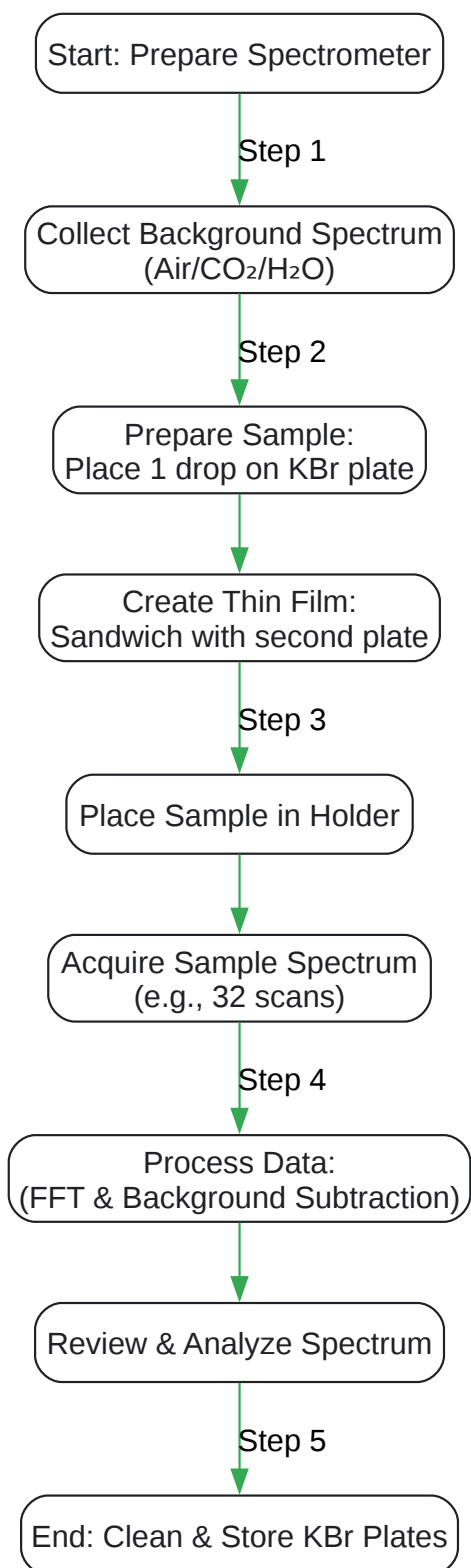 Start: Prepare Spectrometer
Step 1
Collect Background Spectrum
(Air/CO₂/H₂O)
Step 2
Prepare Sample:
Place 1 drop on KBr plate
Create Thin Film:
Sandwich with second plate
Step 3
Place Sample in Holder
Acquire Sample Spectrum
(e.g., 32 scans)
Step 4
Process Data:
(FFT & Background Subtraction)
Review & Analyze Spectrum
Step 5
End: Clean & Store KBr Plates